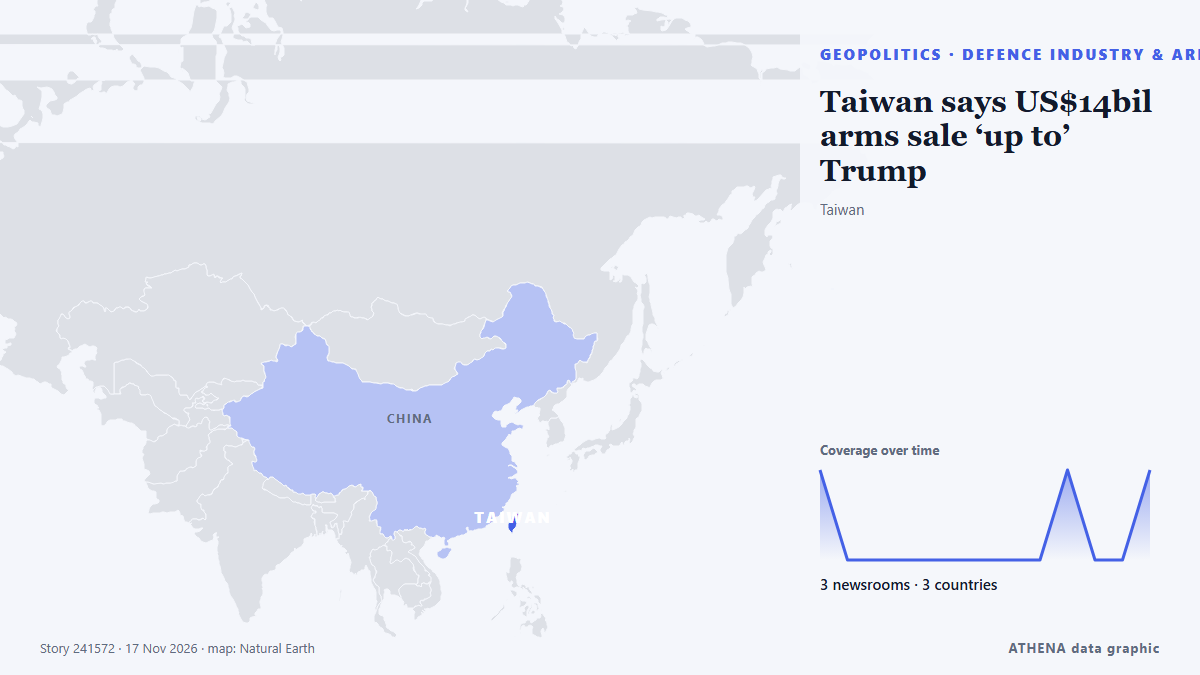 GEOPOLITICS · DEFENCE INDUSTRY &
Taiwan says US$14bil
arms sale ‘up to’
Trump
Taiwan
CHINA
TAIWAN
Coverage over time
3 newsrooms · 3 countries
Story 241572 · 17 Nov 2026 · map: Natural Earth
ATHENA data graphic